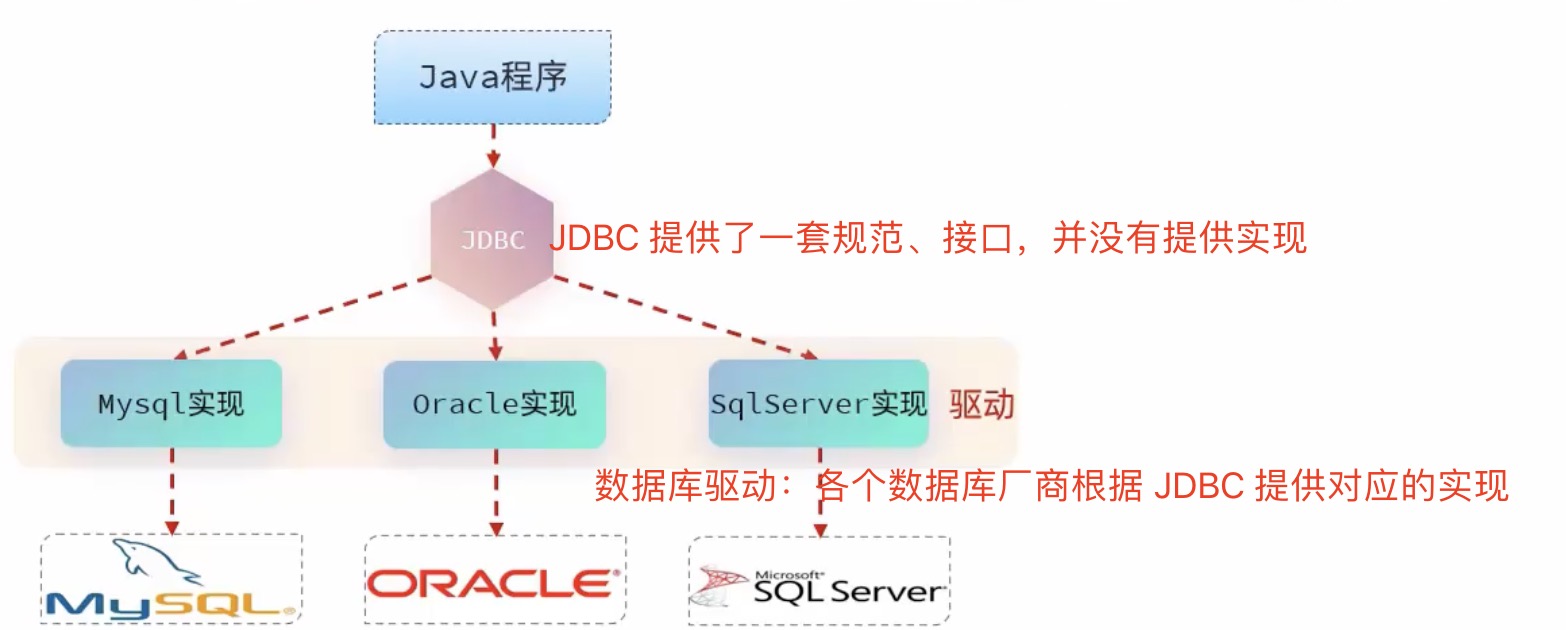 Java程序
JDBC
JDBC 提供了一套规范、接口，并没有提供实现
Mysql实现
Oracle实现
SqlServer实现
驱动
数据库驱动：各个数据库厂商根据 JDBC 提供对应的实现
MySQL®
ORACLE®
Microsoft®
SQL Server